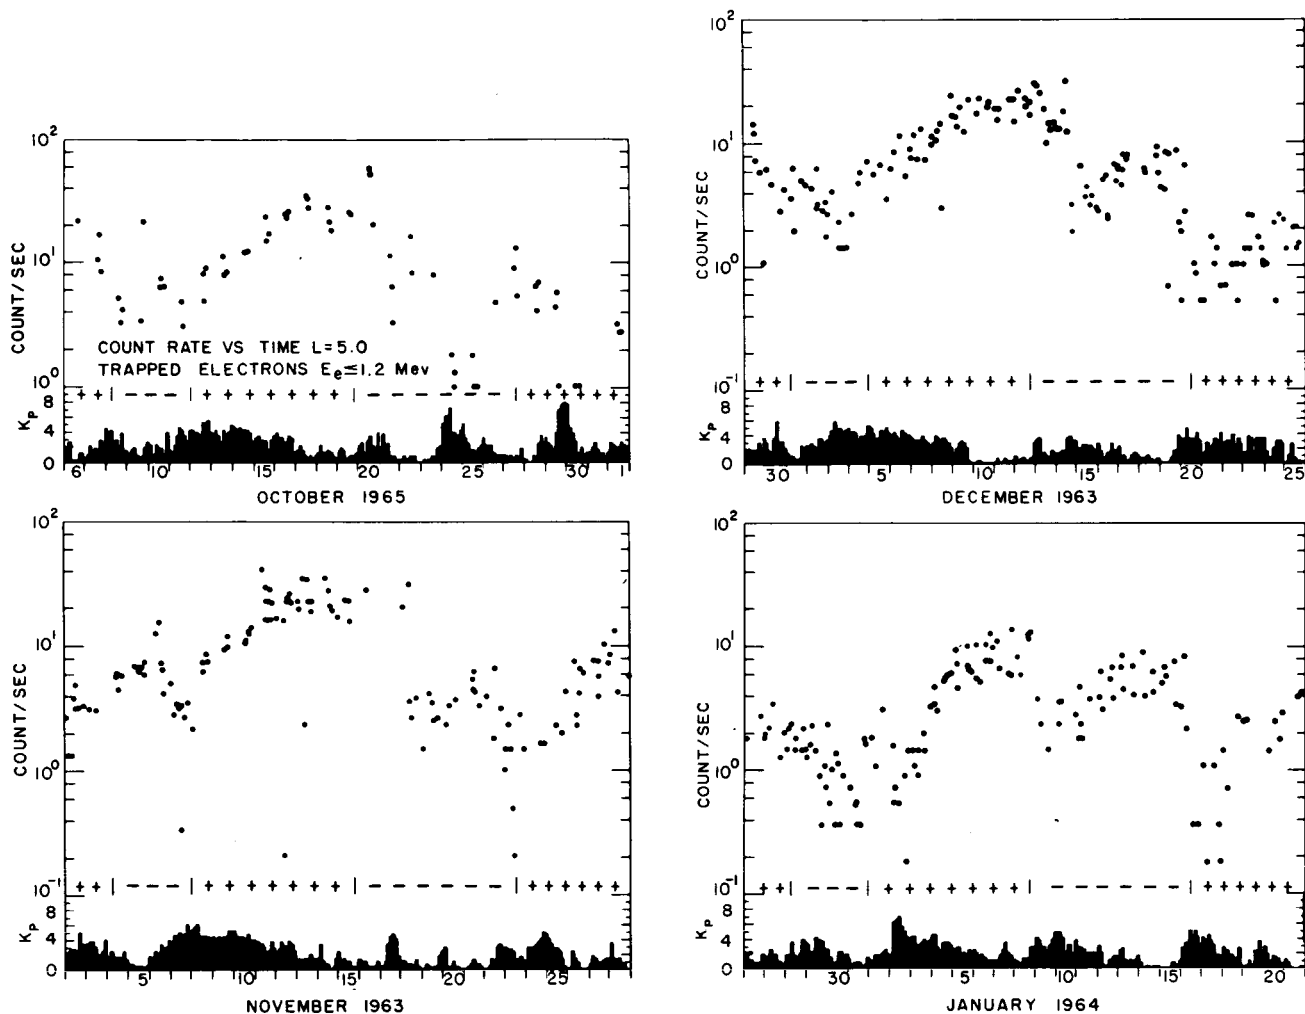 10² 10¹ 10⁰
COUNT/SEC
COUNT RATE VS TIME L=5.0
TRAPPED ELECTRONS Eₑ≤1.2 Mev
+ + | – – – – | + + + + + + + + | – – – – – – – | + + + + + +
Kₚ 8 4 0
6 10 15 20 25 30
OCTOBER 1965
10² 10¹ 10⁰ 10⁻¹
COUNT/SEC
+ + | – – – – | + + + + + + + + | – – – – – – – | + + + + + +
Kₚ 8 4 0
30 5 10 15 20 25
DECEMBER 1963
10² 10¹ 10⁰ 10⁻¹
COUNT/SEC
+ + | – – – – | + + + + + + + | – – – – – – – | + + + + + +
Kₚ 8 4 0
5 10 15 20 25
NOVEMBER 1963
10² 10¹ 10⁰ 10⁻¹
COUNT/SEC
+ + | – – – – | + + + + + + + + | – – – – – – – | + + + + + +
Kₚ 8 4 0
30 5 10 15 20
JANUARY 1964